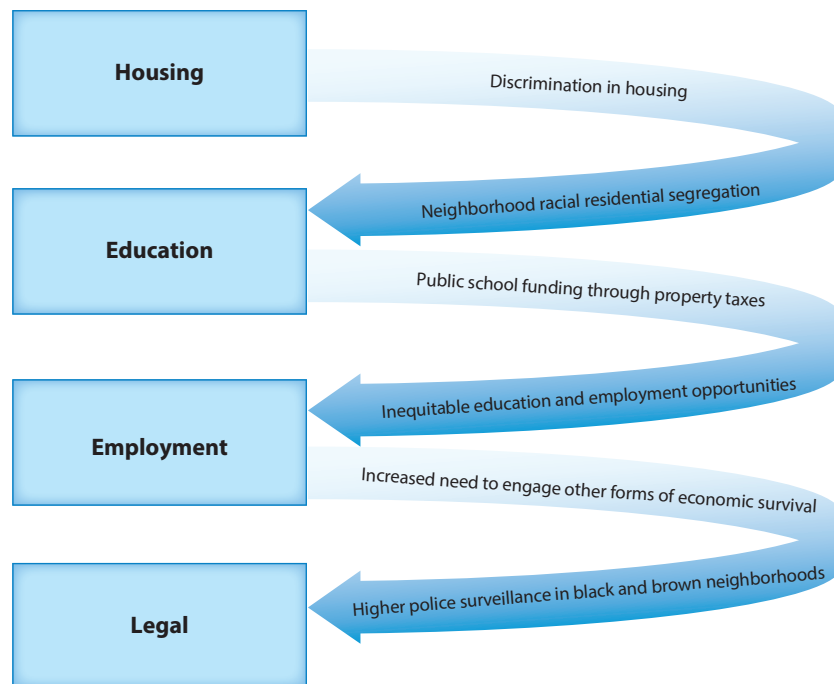 Housing
Discrimination in housing
Neighborhood racial residential segregation
Education
Public school funding through property taxes
Inequitable education and employment opportunities
Employment
Increased need to engage other forms of economic survival
Higher police surveillance in black and brown neighborhoods
Legal